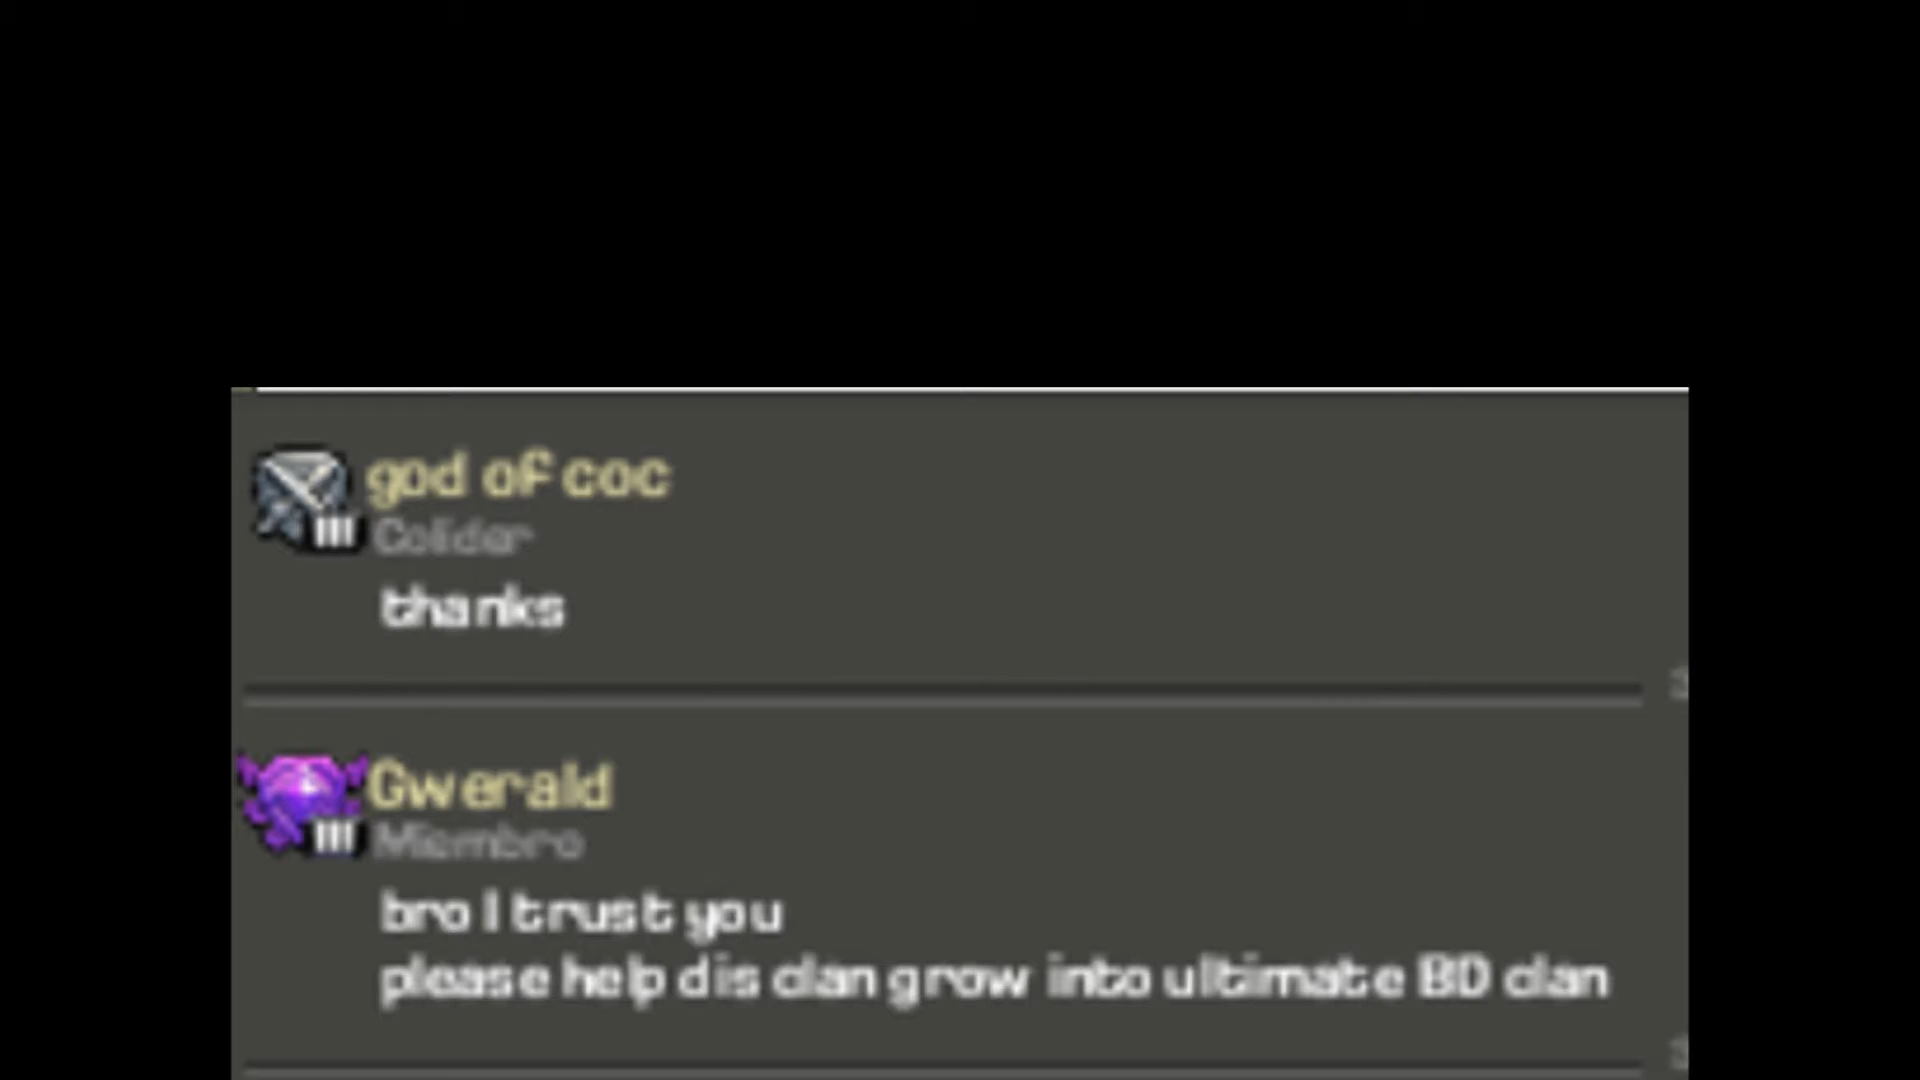 god of coc
Colider
thanks
Gwerald
Miembro
bro I trust you
please help dis clan grow into ultimate BD clan